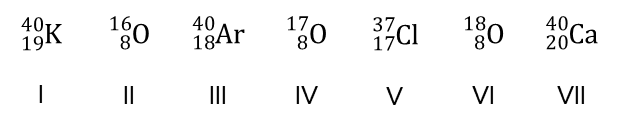 ⁴⁰₁₉K ¹⁶₈O ⁴⁰₁₈Ar ¹⁷₈O ³⁷₁₇Cl ¹⁸₈O ⁴⁰₂₀Ca
I II III IV V VI VII